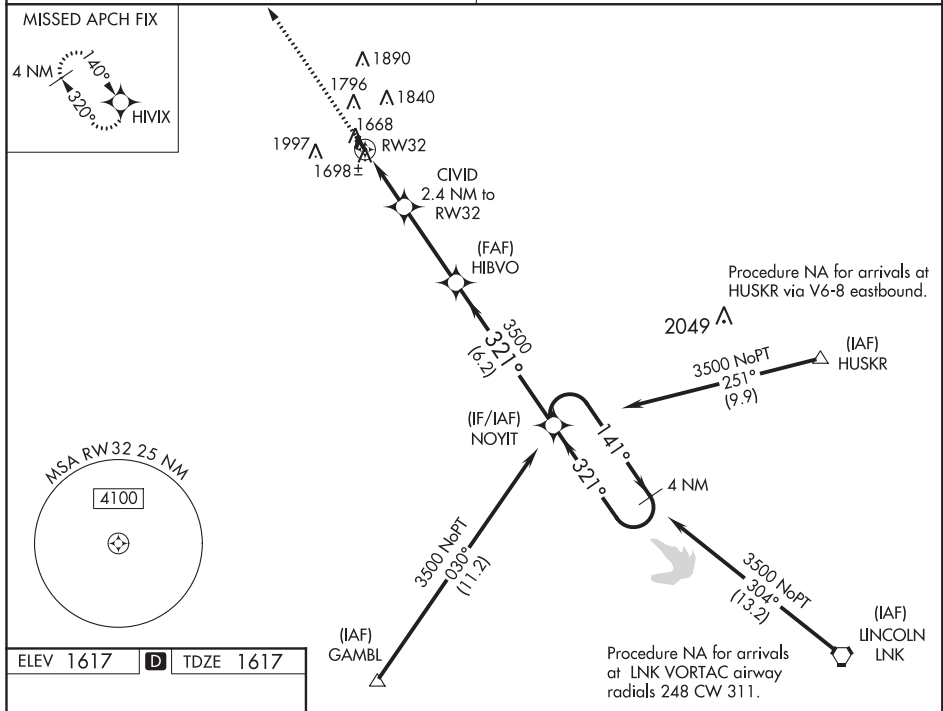 MISSED APCH FIX
4 NM
140°
320°
HIVIX
1890
1796
1840
1668
1997
RW32
1698±
CIVID
2.4 NM to
RW32
(FAF)
HIBVO
Procedure NA for arrivals at
HUSKR via V6-8 eastbound.
2049
(IAF)
HUSKR
3500 NoPT
251°
(9.9)
3500
321°
(6.2)
(IF/IAF)
NOYIT
141°
321°
4 NM
MSA RW32 25 NM
4100
3500 NoPT
030°
(11.2)
3500 NoPT
304°
(13.2)
(IAF)
GAMBL
(IAF)
LINCOLN
LNK
Procedure NA for arrivals
at LNK VORTAC airway
radials 248 CW 311.
ELEV 1617 D TDZE 1617